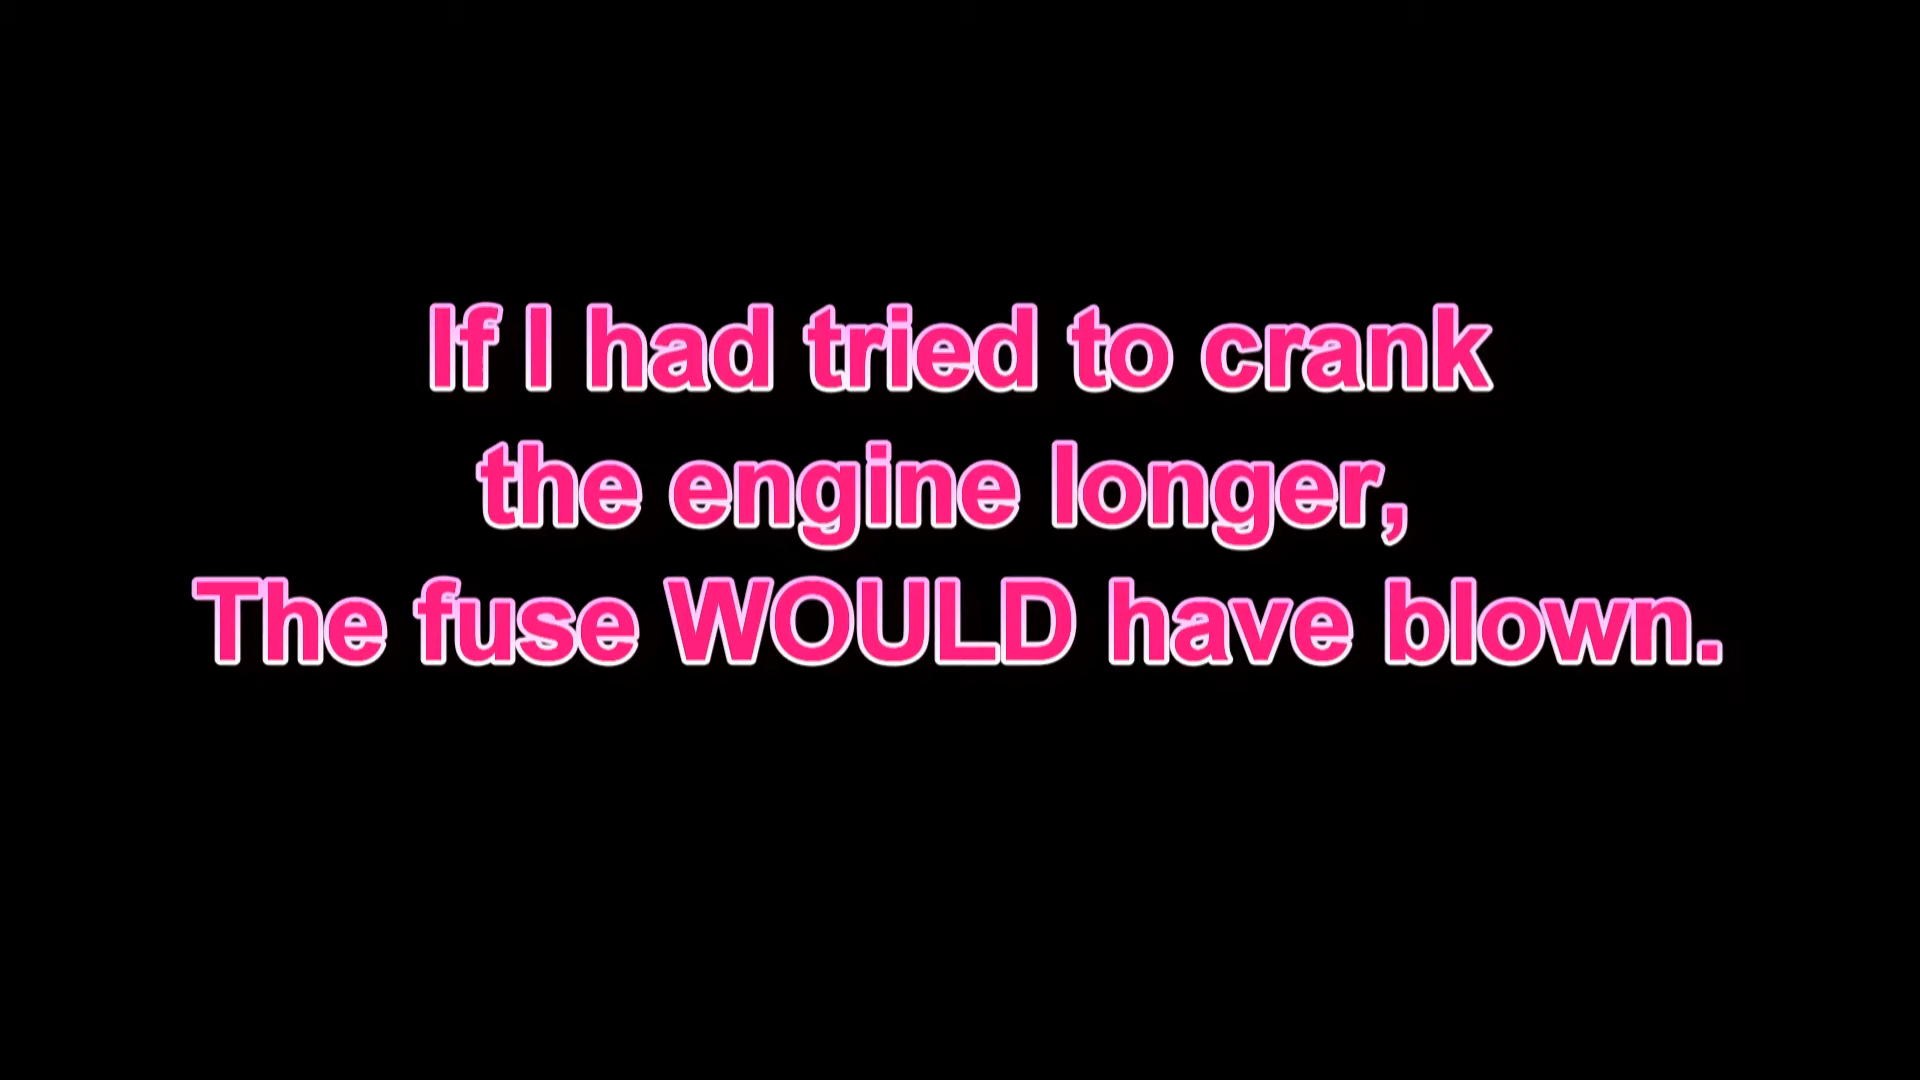 If I had tried to crank
the engine longer,
The fuse WOULD have blown.